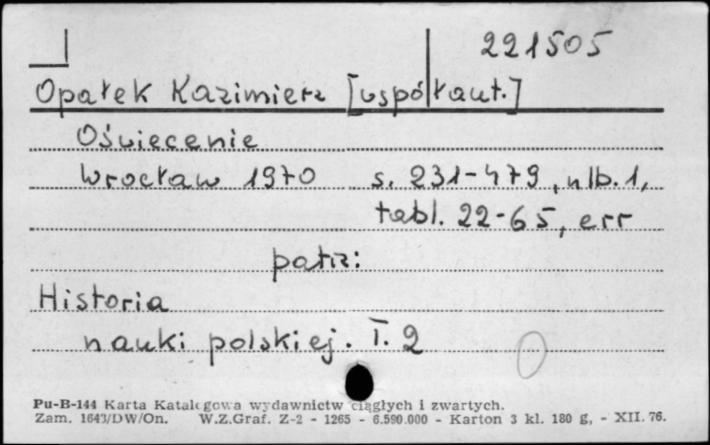 221505
Opałek Kazimierz [współaut.]
Oświecenie
Wrocław 1970 s. 231-479, nlb. 1,
tabl. 22-65, err
patrz:
Historia
nauki polskiej. T. 2
0
Pu-B-144 Karta Katalogowa wydawnictw ciągłych i zwartych.
Zam. 1643/DW/On. W.Z.Graf. Z-2 - 1265 - 6.590.000 - Karton 3 kl. 180 g, - XII. 76.